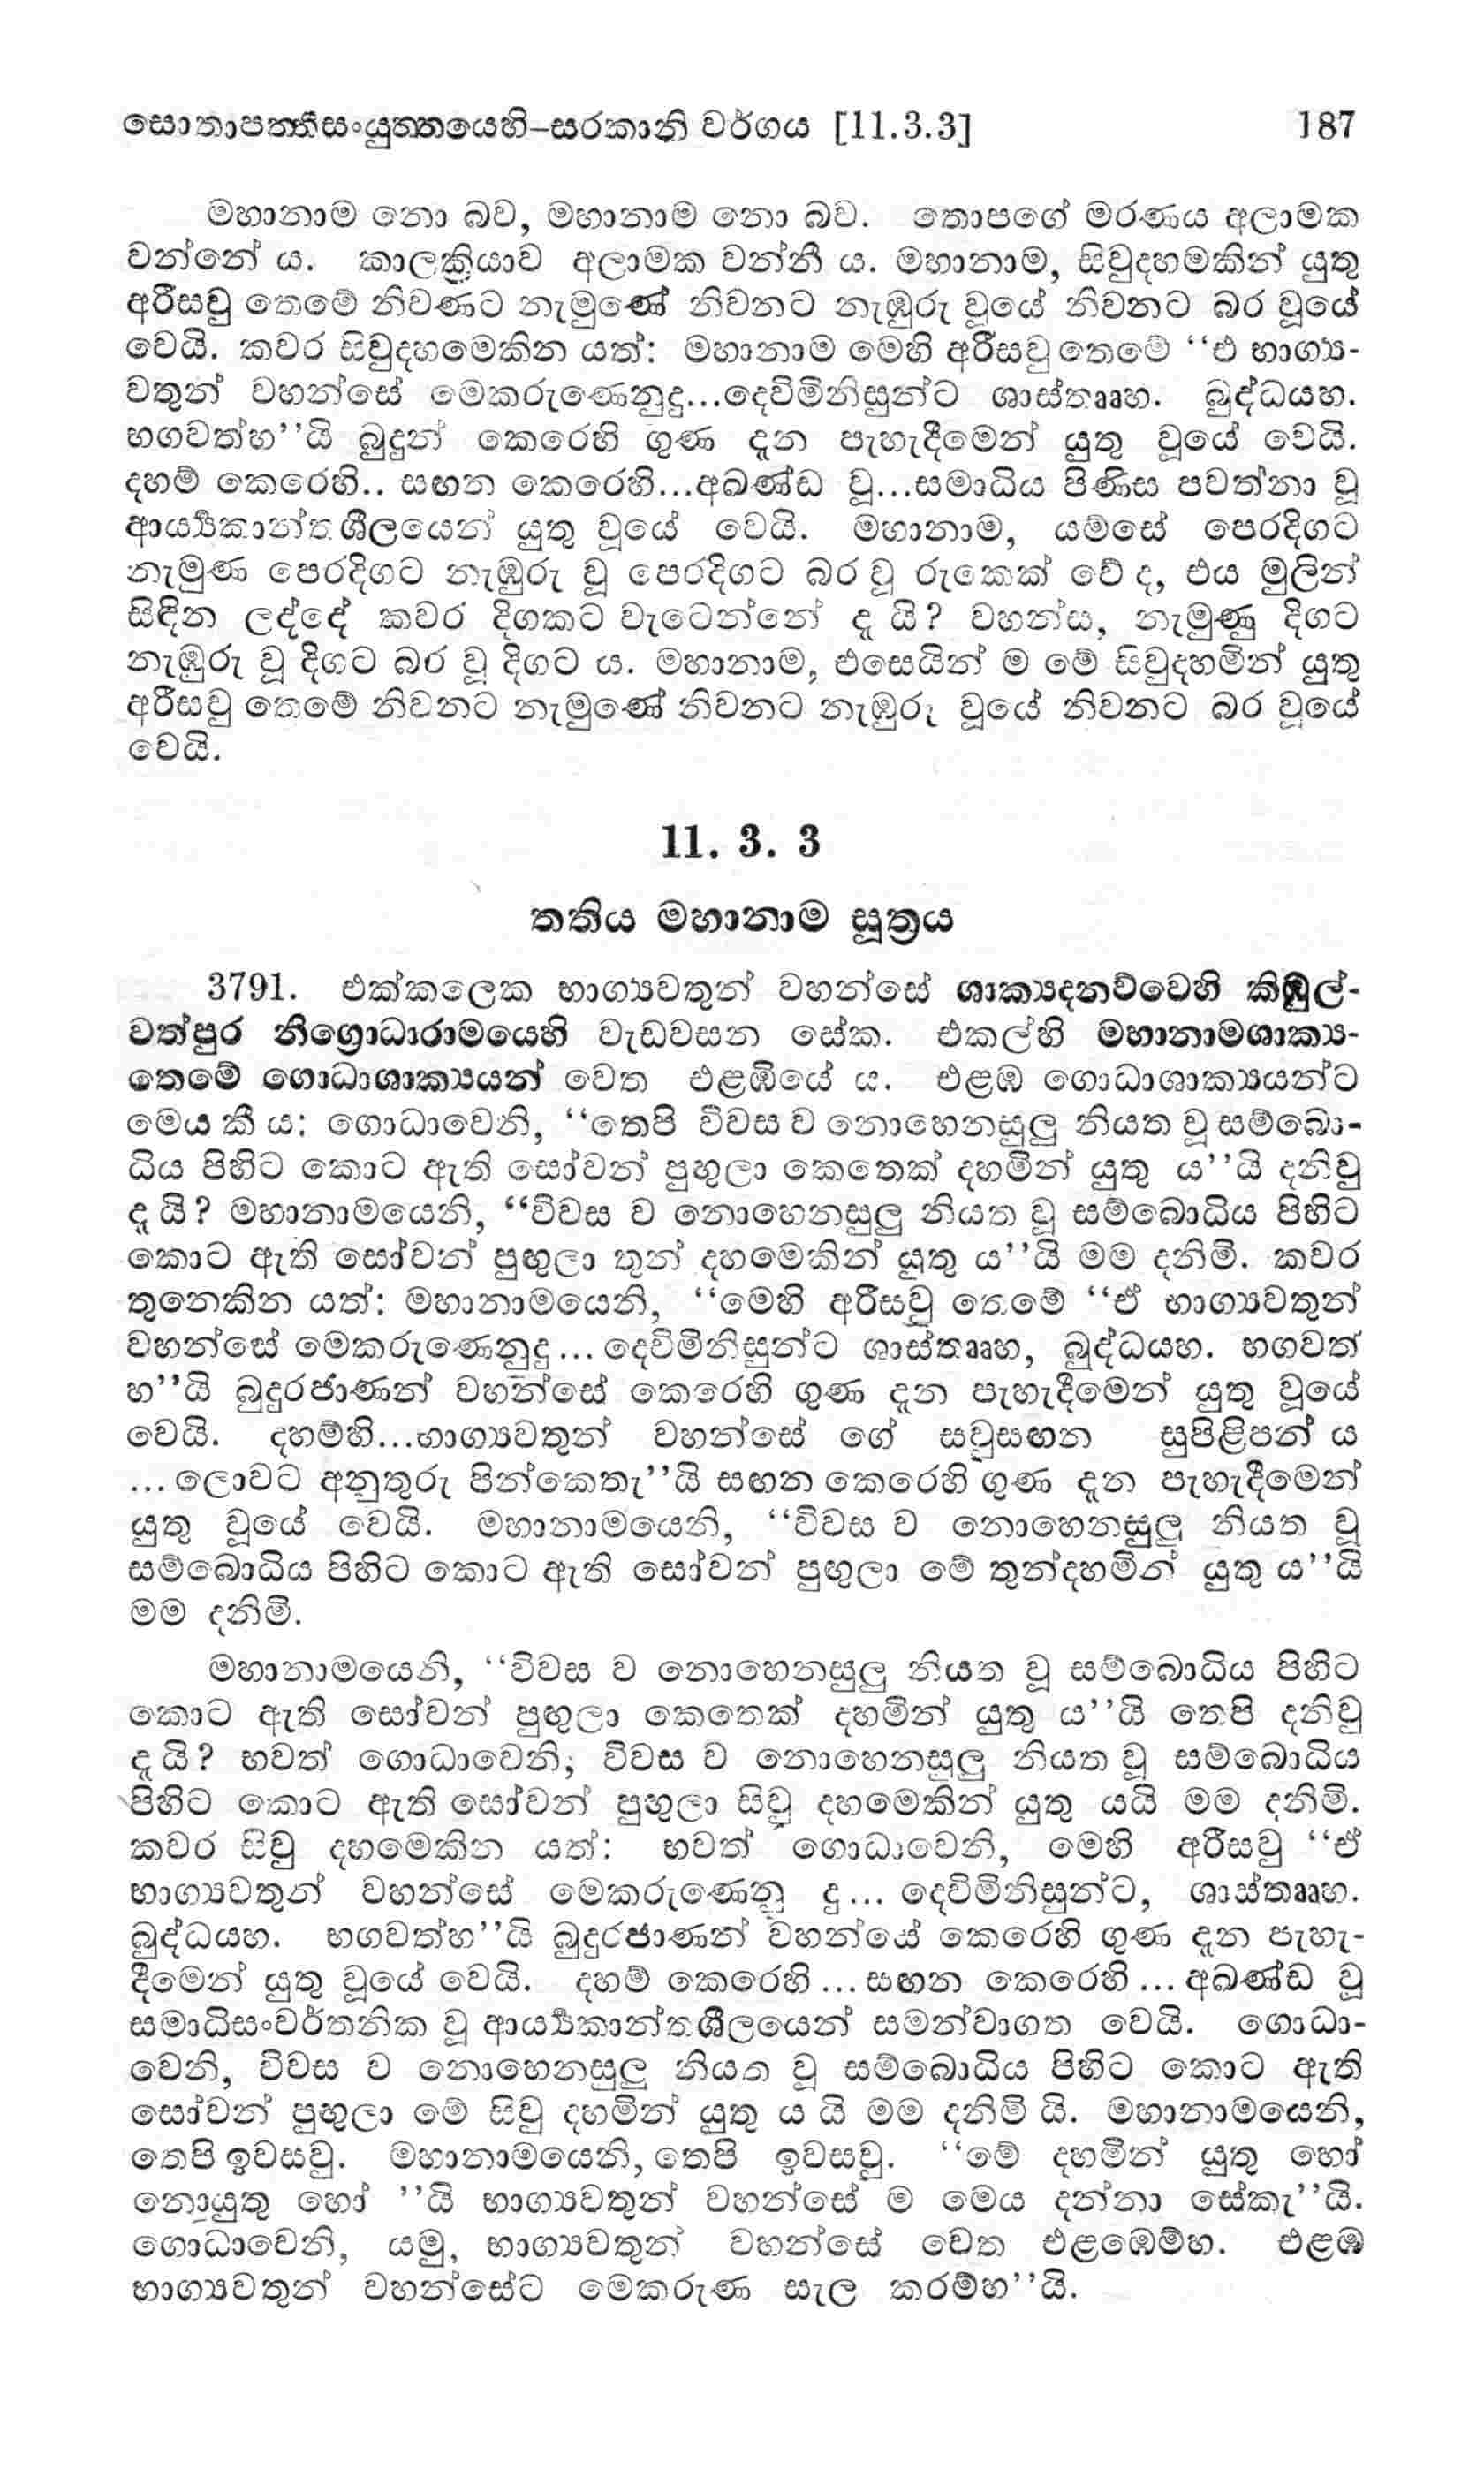 සොතාපත්තිසංයුත්තයෙහි–සරකානි වර්ගය [11.3.3] 187
මහානාම නො බව, මහානාම නො බව. තොපගේ මරණය අලාමක
වන්නේ ය. කාලක්‍රියාව අලාමක වන්නී ය. මහානාම, සිවුදහමකින් යුතු
අරීසවු තෙමේ නිවණට නැමුණේ නිවනට නැඹුරු වූයේ නිවනට බර වූයේ
වෙයි. කවර සිවුදහමෙකින යත්: මහානාම මෙහි අරීසවු තෙමේ “එ භාග්‍ය-
වතුන් වහන්සේ මෙකරුණෙනුදු...දෙවිමිනිසුන්ට ශාස්තෲහ. බුද්ධයහ.
භගවත්හ”යි බුදුන් කෙරෙහි ගුණ දැන පැහැදීමෙන් යුතු වූයේ වෙයි.
දහම් කෙරෙහි.. සඟන කෙරෙහි...අඛණ්ඩ වූ...සමාධිය පිණිස පවත්නා වූ
ආර්‍ය්‍යකාන්තශීලයෙන් යුතු වූයේ වෙයි. මහානාම, යම්සේ පෙරදිගට
නැමුණ පෙරදිගට නැඹුරු වූ පෙරදිගට බර වූ රුකෙක් වේ ද, එය මුලින්
සිඳින ලද්දේ කවර දිගකට වැටෙන්නේ දැ යි? වහන්ස, නැමුණු දිගට
නැඹුරු වූ දිගට බර වූ දිගට ය. මහානාම, එසෙයින් ම මේ සිවුදහමින් යුතු
අරීසවු තෙමේ නිවනට නැමුණේ නිවනට නැඹුරු වූයේ නිවනට බර වූයේ
වෙයි.
11. 3. 3
තතිය මහානාම සූත්‍රය
3791. එක්කලෙක භාග්‍යවතුන් වහන්සේ ශාක්‍යදනව්වෙහි කිඹුල්-
වත්පුර නිග්‍රොධාරාමයෙහි වැඩවසන සේක. එකල්හි මහානාමශාක්‍ය-
තෙමේ ගොධාශාක්‍යයන් වෙත එළඹියේ ය. එළඹ ගොධාශාක්‍යයන්ට
මෙය කී ය: ගොධාවෙනි, “තෙපි විවස ව නොහෙනසුලු නියත වූ සම්බො-
ධිය පිහිට කොට ඇති සෝවන් පුඟුලා කෙතෙක් දහමින් යුතු ය”යි දනිවු
දැ යි? මහානාමයෙනි, “විවස ව නොහෙනසුලු නියත වූ සම්බොධිය පිහිට
කොට ඇති සෝවන් පුඟුලා තුන් දහමෙකින් යුතු ය”යි මම දනිමි. කවර
තුනෙකින යත්: මහානාමයෙනි, “මෙහි අරීසවු තෙමේ “ඒ භාග්‍යවතුන්
වහන්සේ මෙකරුණෙනුදු... දෙවිමිනිසුන්ට ශාස්තෲහ, බුද්ධයහ. භගවත්
හ”යි බුදුරජාණන් වහන්සේ කෙරෙහි ගුණ දැන පැහැදීමෙන් යුතු වූයේ
වෙයි. දහම්හි...භාග්‍යවතුන් වහන්සේ ගේ සවුසඟන සුපිළිපන් ය
... ලොවට අනුතුරු පින්කෙතැ”යි සඟන කෙරෙහි ගුණ දැන පැහැදීමෙන්
යුතු වූයේ වෙයි. මහානාමයෙනි, “විවස ව නොහෙනසුලු නියත වූ
සම්බොධිය පිහිට කොට ඇති සෝවන් පුඟුලා මේ තුන්දහමින් යුතු ය”යි
මම දනිමි.
මහානාමයෙනි, “විවස ව නොහෙනසුලු නියත වූ සම්බොධිය පිහිට
කොට ඇති සෝවන් පුඟුලා කෙතෙක් දහමින් යුතු ය”යි තෙපි දනිවු
දැ යි? භවත් ගොධාවෙනි, විවස ව නොහෙනසුලු නියත වූ සම්බොධිය
පිහිට කොට ඇති සෝවන් පුඟුලා සිවු දහමෙකින් යුතු යයි මම දනිමි.
කවර සිවු දහමෙකින යත්: භවත් ගොධාවෙනි, මෙහි අරීසවු “ඒ
භාග්‍යවතුන් වහන්සේ මෙකරුණෙනු දු... දෙවිමිනිසුන්ට, ශාස්තෲහ.
බුද්ධයහ. භගවත්හ”යි බුදුරජාණන් වහන්සේ කෙරෙහි ගුණ දැන පැහැ-
දීමෙන් යුතු වූයේ වෙයි. දහම් කෙරෙහි ... සඟන කෙරෙහි ... අඛණ්ඩ වූ
සමාධිසංවර්තනික වූ ආර්‍ය්‍යකාන්තශීලයෙන් සමන්වාගත වෙයි. ගොධා-
වෙනි, විවස ව නොහෙනසුලු නියත වූ සම්බොධිය පිහිට කොට ඇති
සෝවන් පුඟුලා මේ සිවු දහමින් යුතු ය යි මම දනිමි යි. මහානාමයෙනි,
තෙපි ඉවසවු. මහානාමයෙනි, තෙපි ඉවසවු. “මේ දහමින් යුතු හෝ
නොයුතු හෝ ”යි භාග්‍යවතුන් වහන්සේ ම මෙය දන්නා සේකැ”යි.
ගොධාවෙනි, යමු, භාග්‍යවතුන් වහන්සේ වෙත එළඹෙම්හ. එළඹ
භාග්‍යවතුන් වහන්සේට මෙකරුණ සැල කරම්හ”යි.